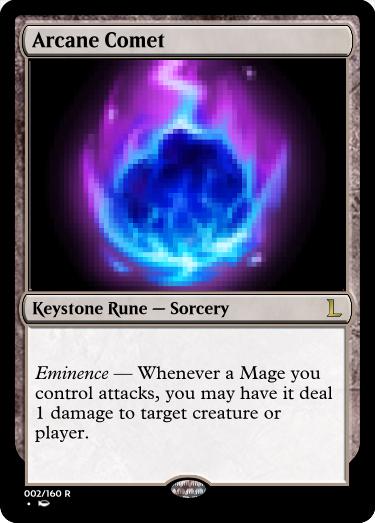 Arcane Comet
Keystone Rune — Sorcery
L
Eminence — Whenever a Mage you
control attacks, you may have it deal
1 damage to target creature or
player.
002/160 R